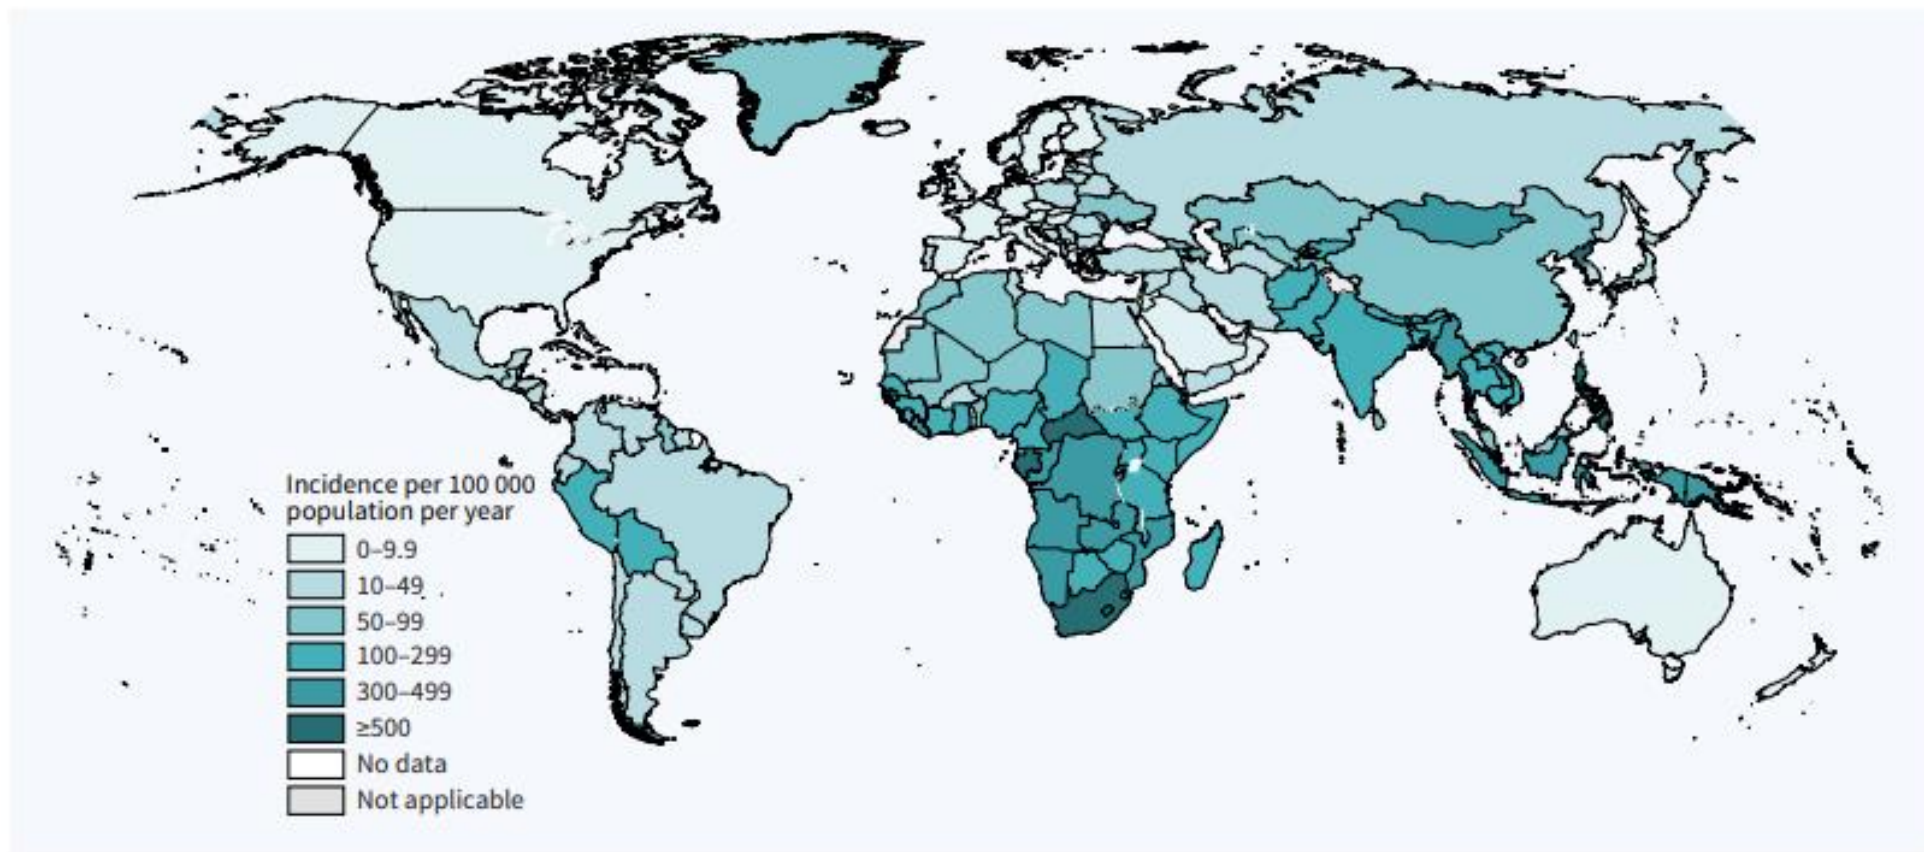 Incidence per 100 000
population per year
0–9.9
10–49
50–99
100–299
300–499
≥500
No data
Not applicable